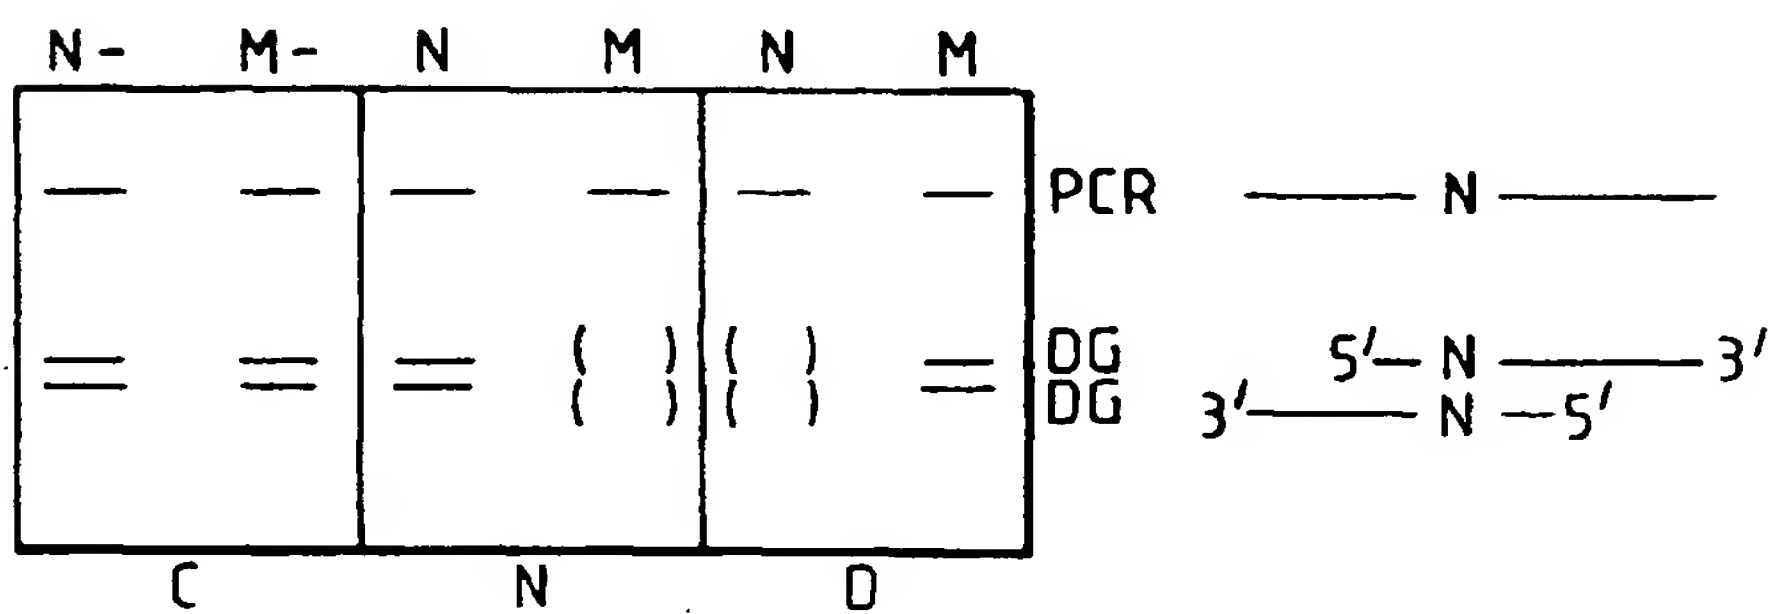 N- M- N M N M
PCR N
( ) ( ) DG 5' N 3'
( ) ( ) DG 3' N 5'
C N D